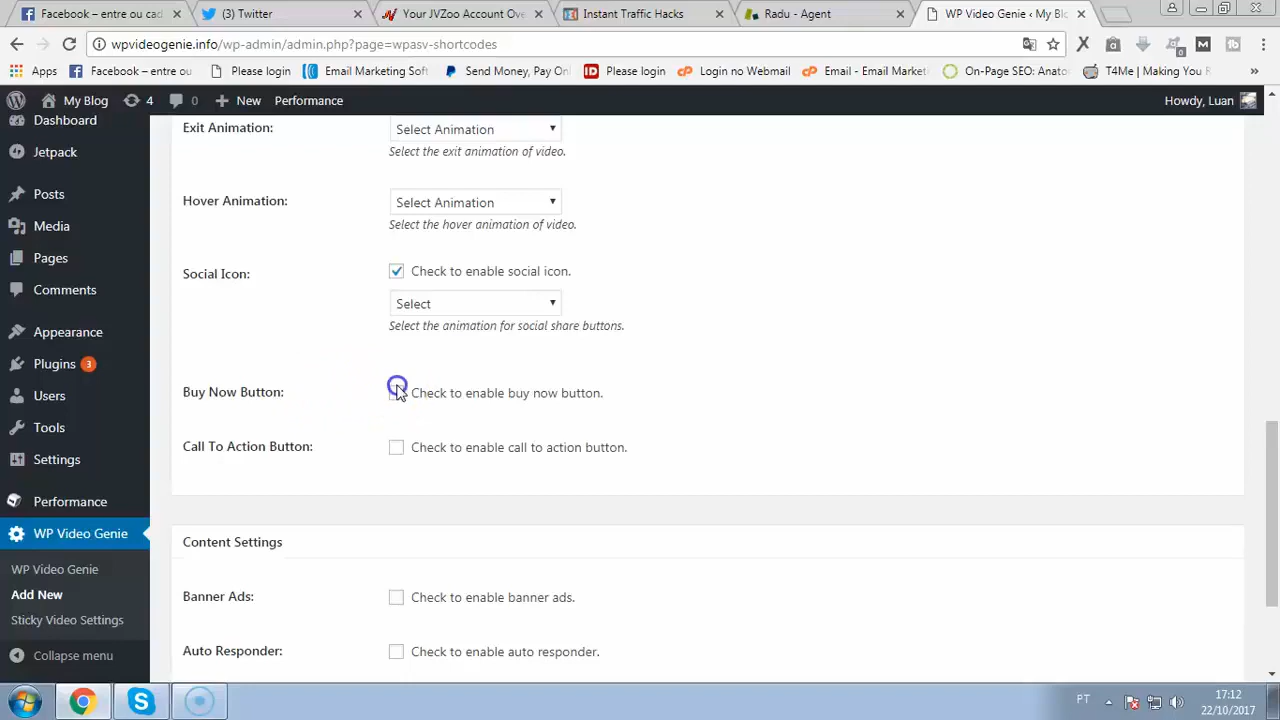 Facebook – entre ou cad
(3) Twitter
Your JVZoo Account Ove
Instant Traffic Hacks
Radu - Agent
WP Video Genie ‹ My Blo
wpvideogenie.info/wp-admin/admin.php?page=wpasv-shortcodes
Apps
Facebook – entre ou
Please login
Email Marketing Soft
Send Money, Pay Onl
Please login
Login no Webmail
Email - Email Market
On-Page SEO: Anato
T4Me | Making You R
»
My Blog
4
0
New
Performance
Howdy, Luan
Dashboard
Jetpack
Posts
Media
Pages
Comments
Appearance
Plugins 3
Users
Tools
Settings
Performance
WP Video Genie
WP Video Genie
Add New
Sticky Video Settings
Collapse menu
Exit Animation:
Select Animation
Select the exit animation of video.
Hover Animation:
Select Animation
Select the hover animation of video.
Social Icon:
Check to enable social icon.
Select
Select the animation for social share buttons.
Buy Now Button:
Check to enable buy now button.
Call To Action Button:
Check to enable call to action button.
Content Settings
Banner Ads:
Check to enable banner ads.
Auto Responder:
Check to enable auto responder.
PT
17:12
22/10/2017